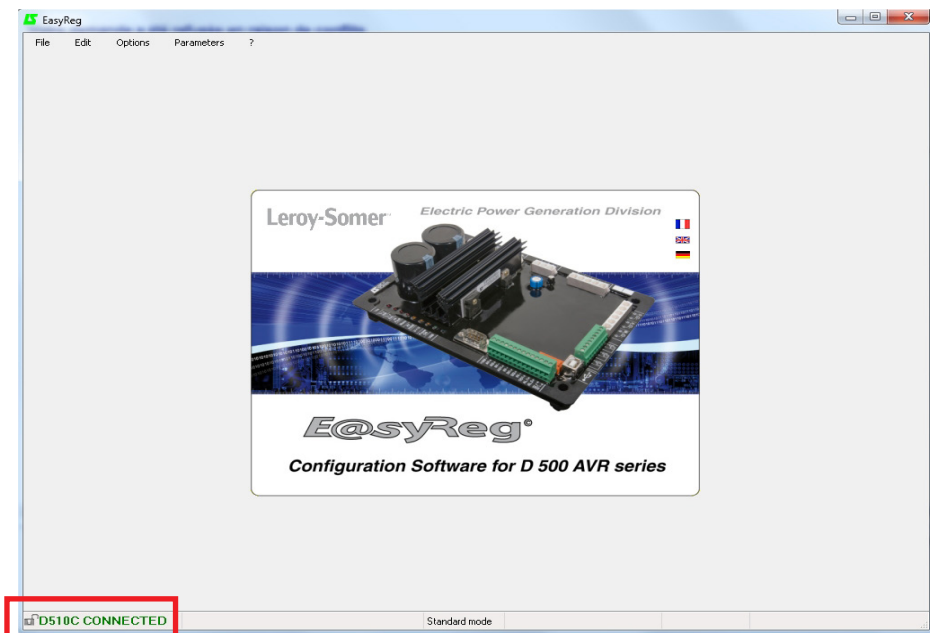 EasyReg
File Edit Options Parameters ?
Leroy-Somer
Electric Power Generation Division
E@syReg©
Configuration Software for D 500 AVR series
D510C CONNECTED
Standard mode